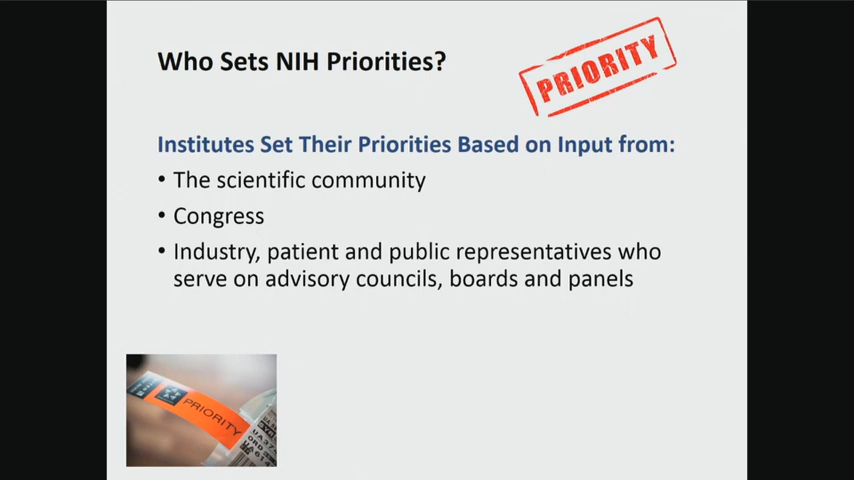 Who Sets NIH Priorities?
PRIORITY
Institutes Set Their Priorities Based on Input from:
• The scientific community
• Congress
• Industry, patient and public representatives who
serve on advisory councils, boards and panels
PRIORITY